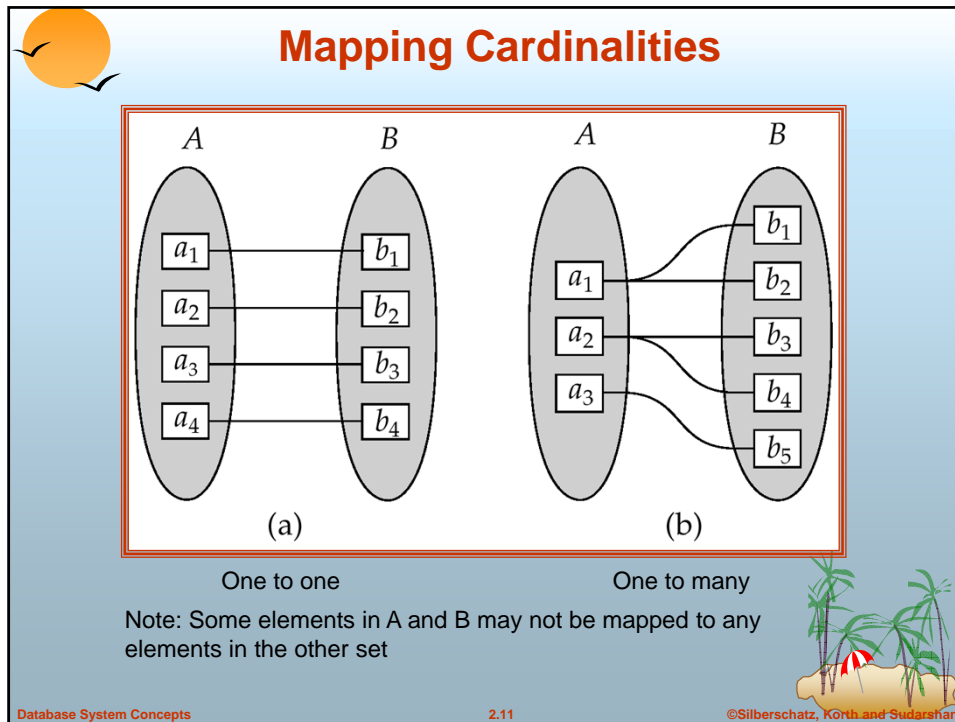 Mapping Cardinalities
A B A B
a₁ b₁
a₂ b₂
a₃ b₃
a₄ b₄
a₁ b₁
a₂ b₂
a₃ b₃
b₄
b₅
(a) (b)
One to one One to many
Note: Some elements in A and B may not be mapped to any
elements in the other set
Database System Concepts 2.11 ©Silberschatz, Korth and Sudarshan